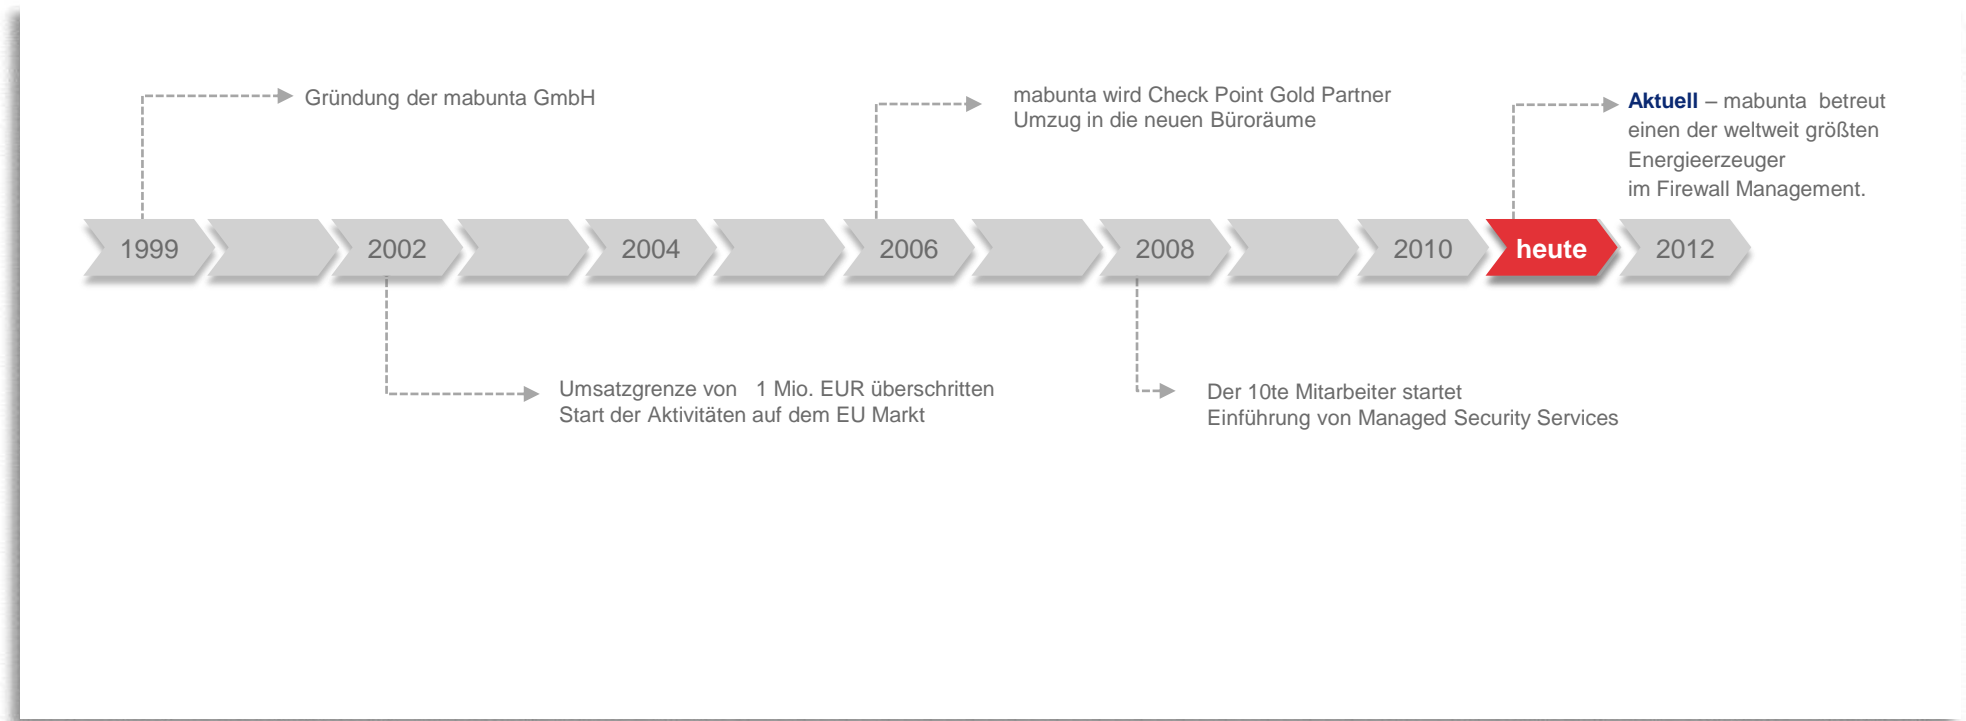 Gründung der mabunta GmbH
mabunta wird Check Point Gold Partner
Umzug in die neuen Büroräume
Aktuell – mabunta betreut
einen der weltweit größten
Energieerzeuger
im Firewall Management.
1999
2002
2004
2006
2008
2010
heute
2012
Umsatzgrenze von 1 Mio. EUR überschritten
Start der Aktivitäten auf dem EU Markt
Der 10te Mitarbeiter startet
Einführung von Managed Security Services